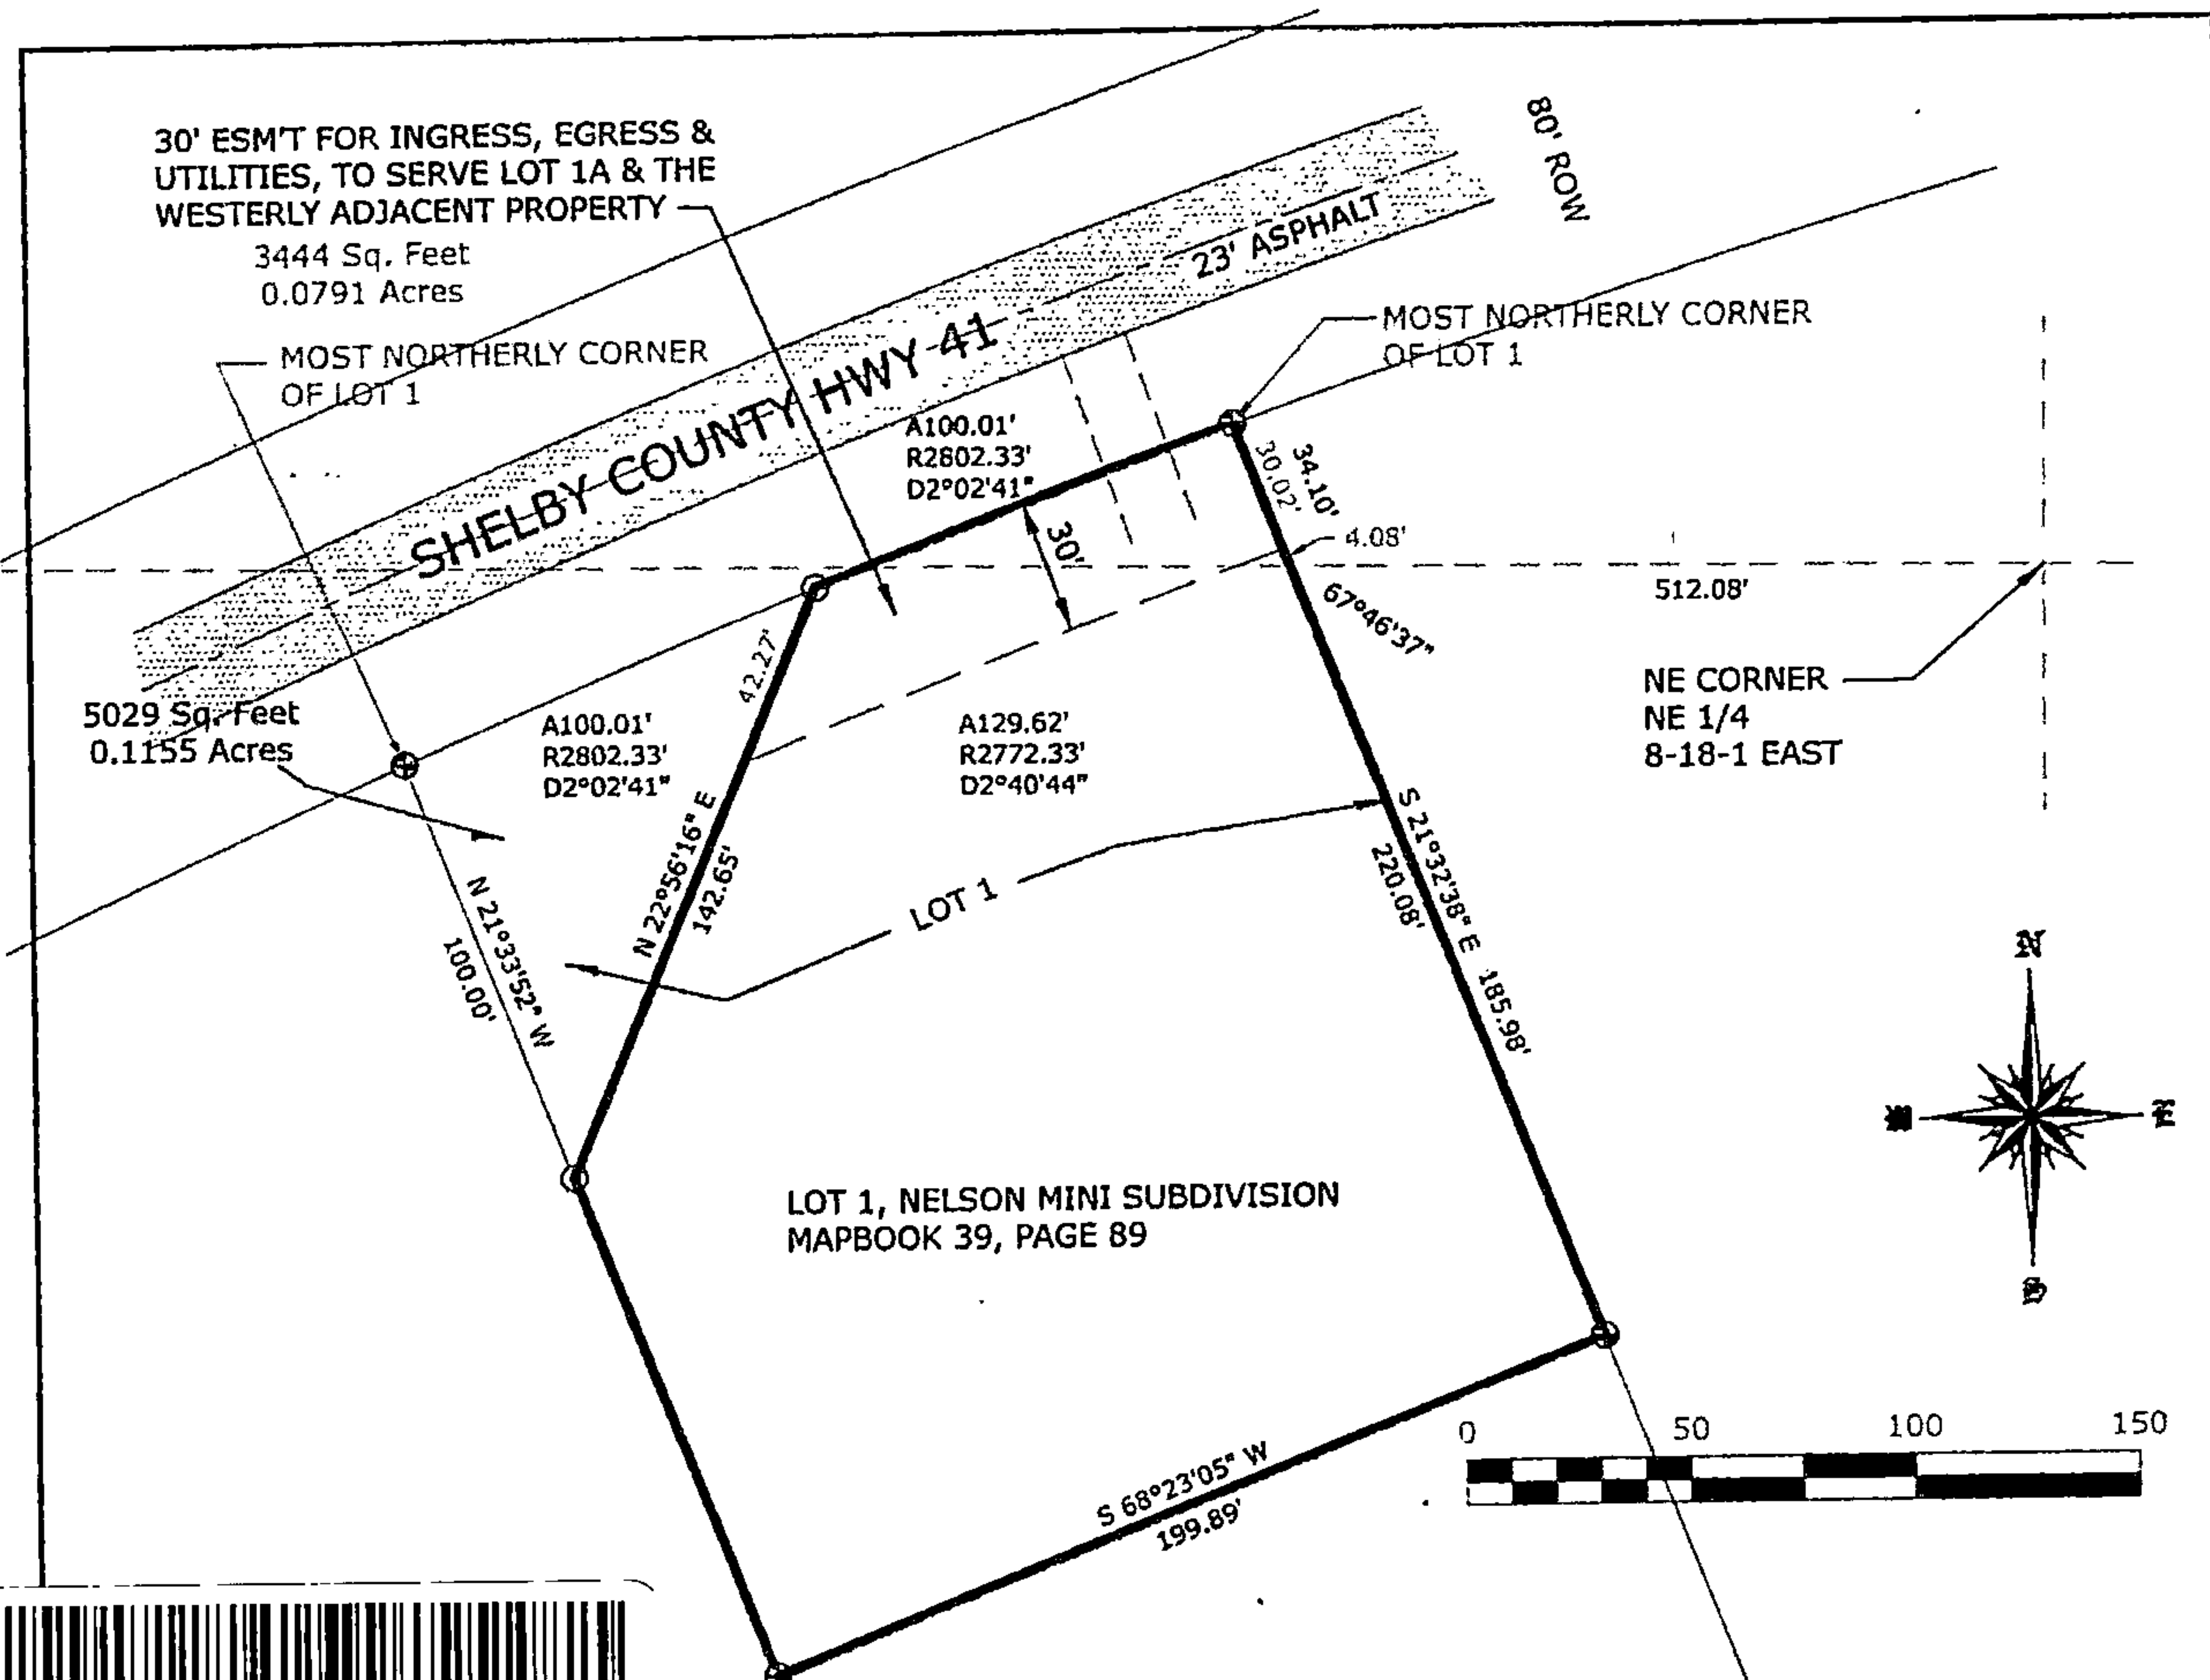 30' ESM'T FOR INGRESS, EGRESS &
UTILITIES, TO SERVE LOT 1A & THE
WESTERLY ADJACENT PROPERTY
3444 Sq. Feet
0.0791 Acres
MOST NORTHERLY CORNER
OF LOT 1
80' ROW
23' ASPHALT
SHELBY COUNTY HWY 41
MOST NORTHERLY CORNER
OF LOT 1
A100.01'
R2802.33'
D2°02'41"
34.10'
30.02'
4.08'
30'
67°46'37"
512.08'
NE CORNER
NE 1/4
8-18-1 EAST
5029 Sq. Feet
0.1155 Acres
A100.01'
R2802.33'
D2°02'41"
42.27'
A129.62'
R2772.33'
D2°40'44"
N 22°56'16" E
142.65'
N 21°33'52" W
100.00'
LOT 1
S 21°32'38" E 185.98'
220.08'
N
E
S
LOT 1, NELSON MINI SUBDIVISION
MAPBOOK 39, PAGE 89
S 68°23'05" W
199.89'
0 50 100 150